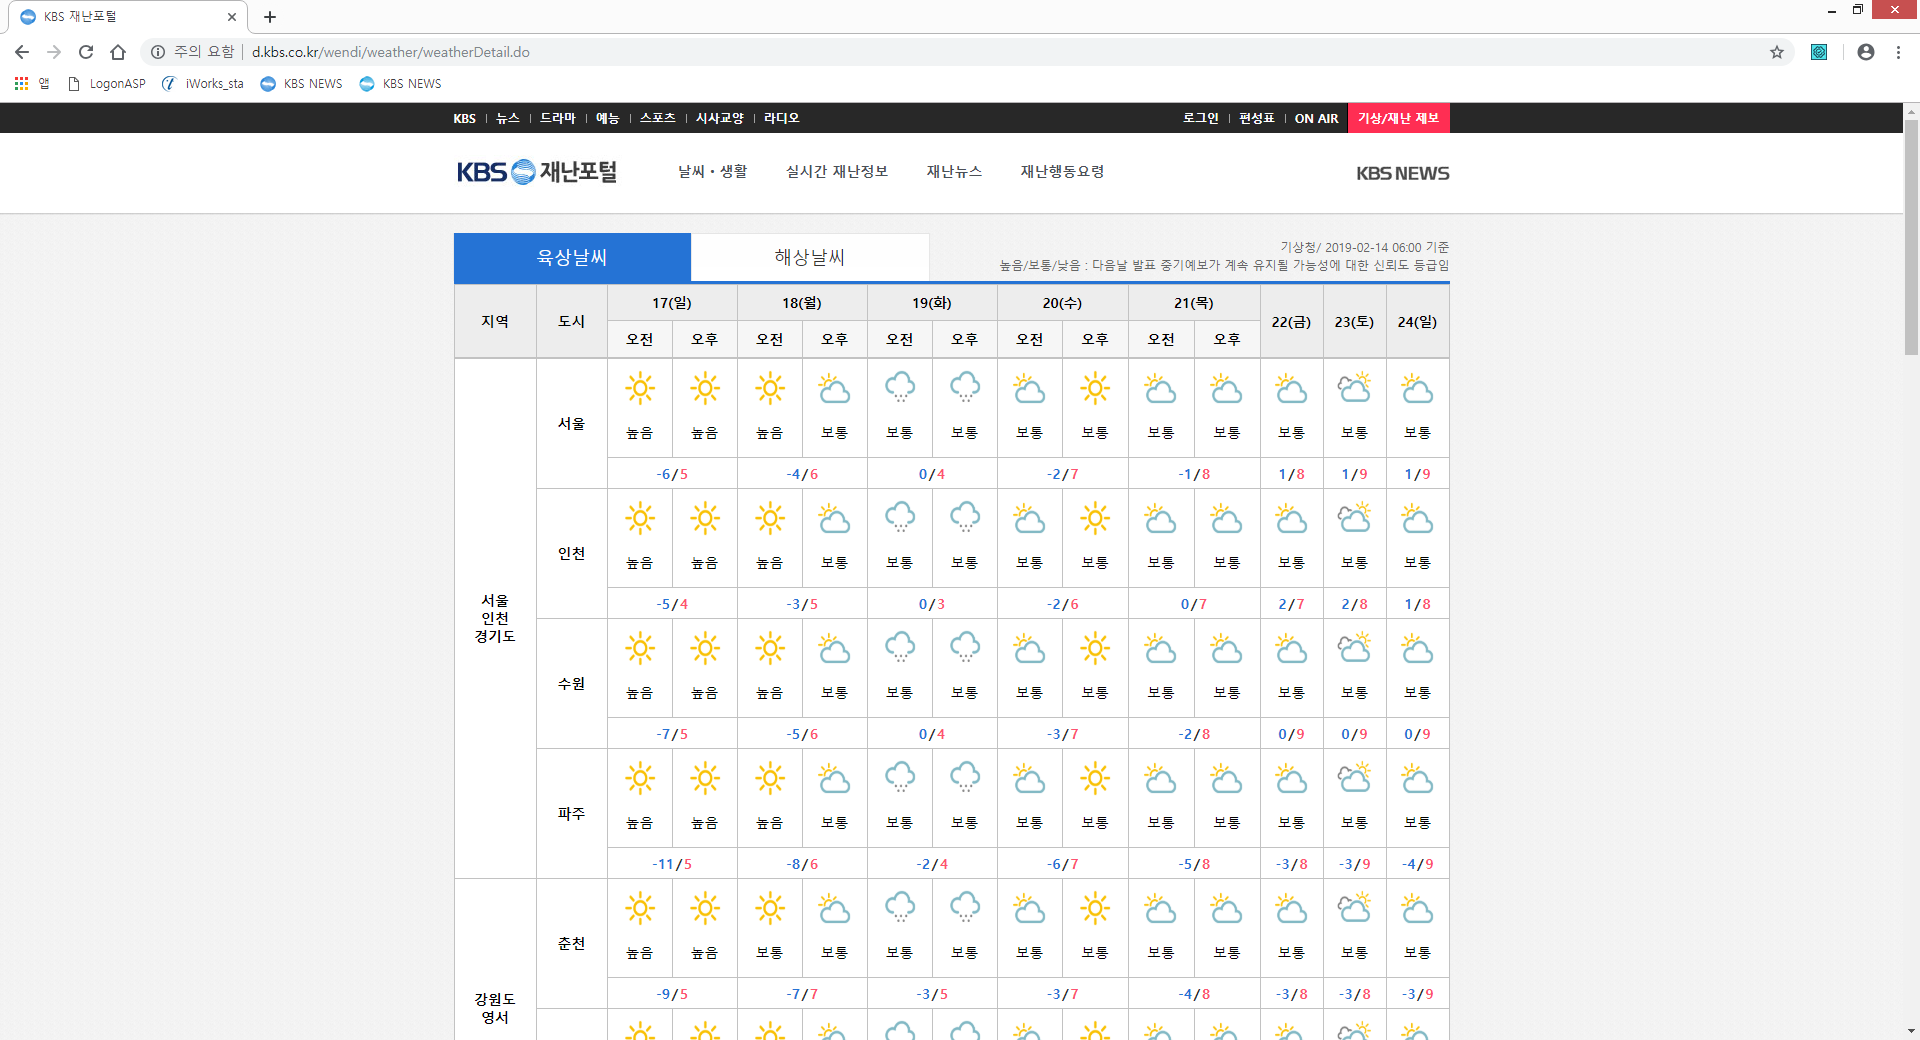 KBS 재난포털
주의 요함 | d.kbs.co.kr/wendi/weather/weatherDetail.do
앱 LogonASP iWorks_sta KBS NEWS KBS NEWS
KBS | 뉴스 | 드라마 | 예능 | 스포츠 | 시사교양 | 라디오 로그인 | 편성표 | ON AIR 기상/재난 제보
KBS 재난포털 날씨·생활 실시간 재난정보 재난뉴스 재난행동요령 KBS NEWS
육상날씨 해상날씨
기상청/ 2019-02-14 06:00 기준
높음/보통/낮음 : 다음날 발표 중기예보가 계속 유지될 가능성에 대한 신뢰도 등급임
지역 도시 17(일) 18(월) 19(화) 20(수) 21(목) 22(금) 23(토) 24(일)
오전 오후 오전 오후 오전 오후 오전 오후 오전 오후
서울
인천
경기도
서울
높음 높음 높음 보통 보통 보통 보통 보통 보통 보통 보통 보통 보통
-6/5 -4/6 0/4 -2/7 -1/8 1/8 1/9 1/9
인천
높음 높음 높음 보통 보통 보통 보통 보통 보통 보통 보통 보통 보통
-5/4 -3/5 0/3 -2/6 0/7 2/7 2/8 1/8
수원
높음 높음 높음 보통 보통 보통 보통 보통 보통 보통 보통 보통 보통
-7/5 -5/6 0/4 -3/7 -2/8 0/9 0/9 0/9
파주
높음 높음 높음 보통 보통 보통 보통 보통 보통 보통 보통 보통 보통
-11/5 -8/6 -2/4 -6/7 -5/8 -3/8 -3/9 -4/9
강원도
영서
춘천
높음 높음 보통 보통 보통 보통 보통 보통 보통 보통 보통 보통 보통
-9/5 -7/7 -3/5 -3/7 -4/8 -3/8 -3/8 -3/9